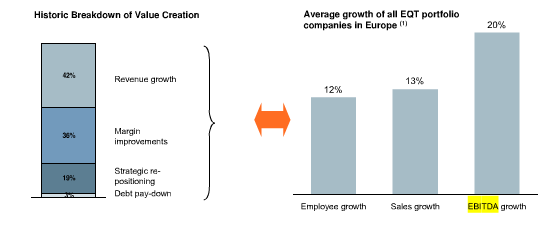 Historic Breakdown of Value Creation
42%
Revenue growth
36%
Margin
improvements
19%
Strategic re-
positioning
3%
Debt pay-down
Average growth of all EQT portfolio
companies in Europe (1)
12%
13%
20%
Employee growth
Sales growth
EBITDA growth